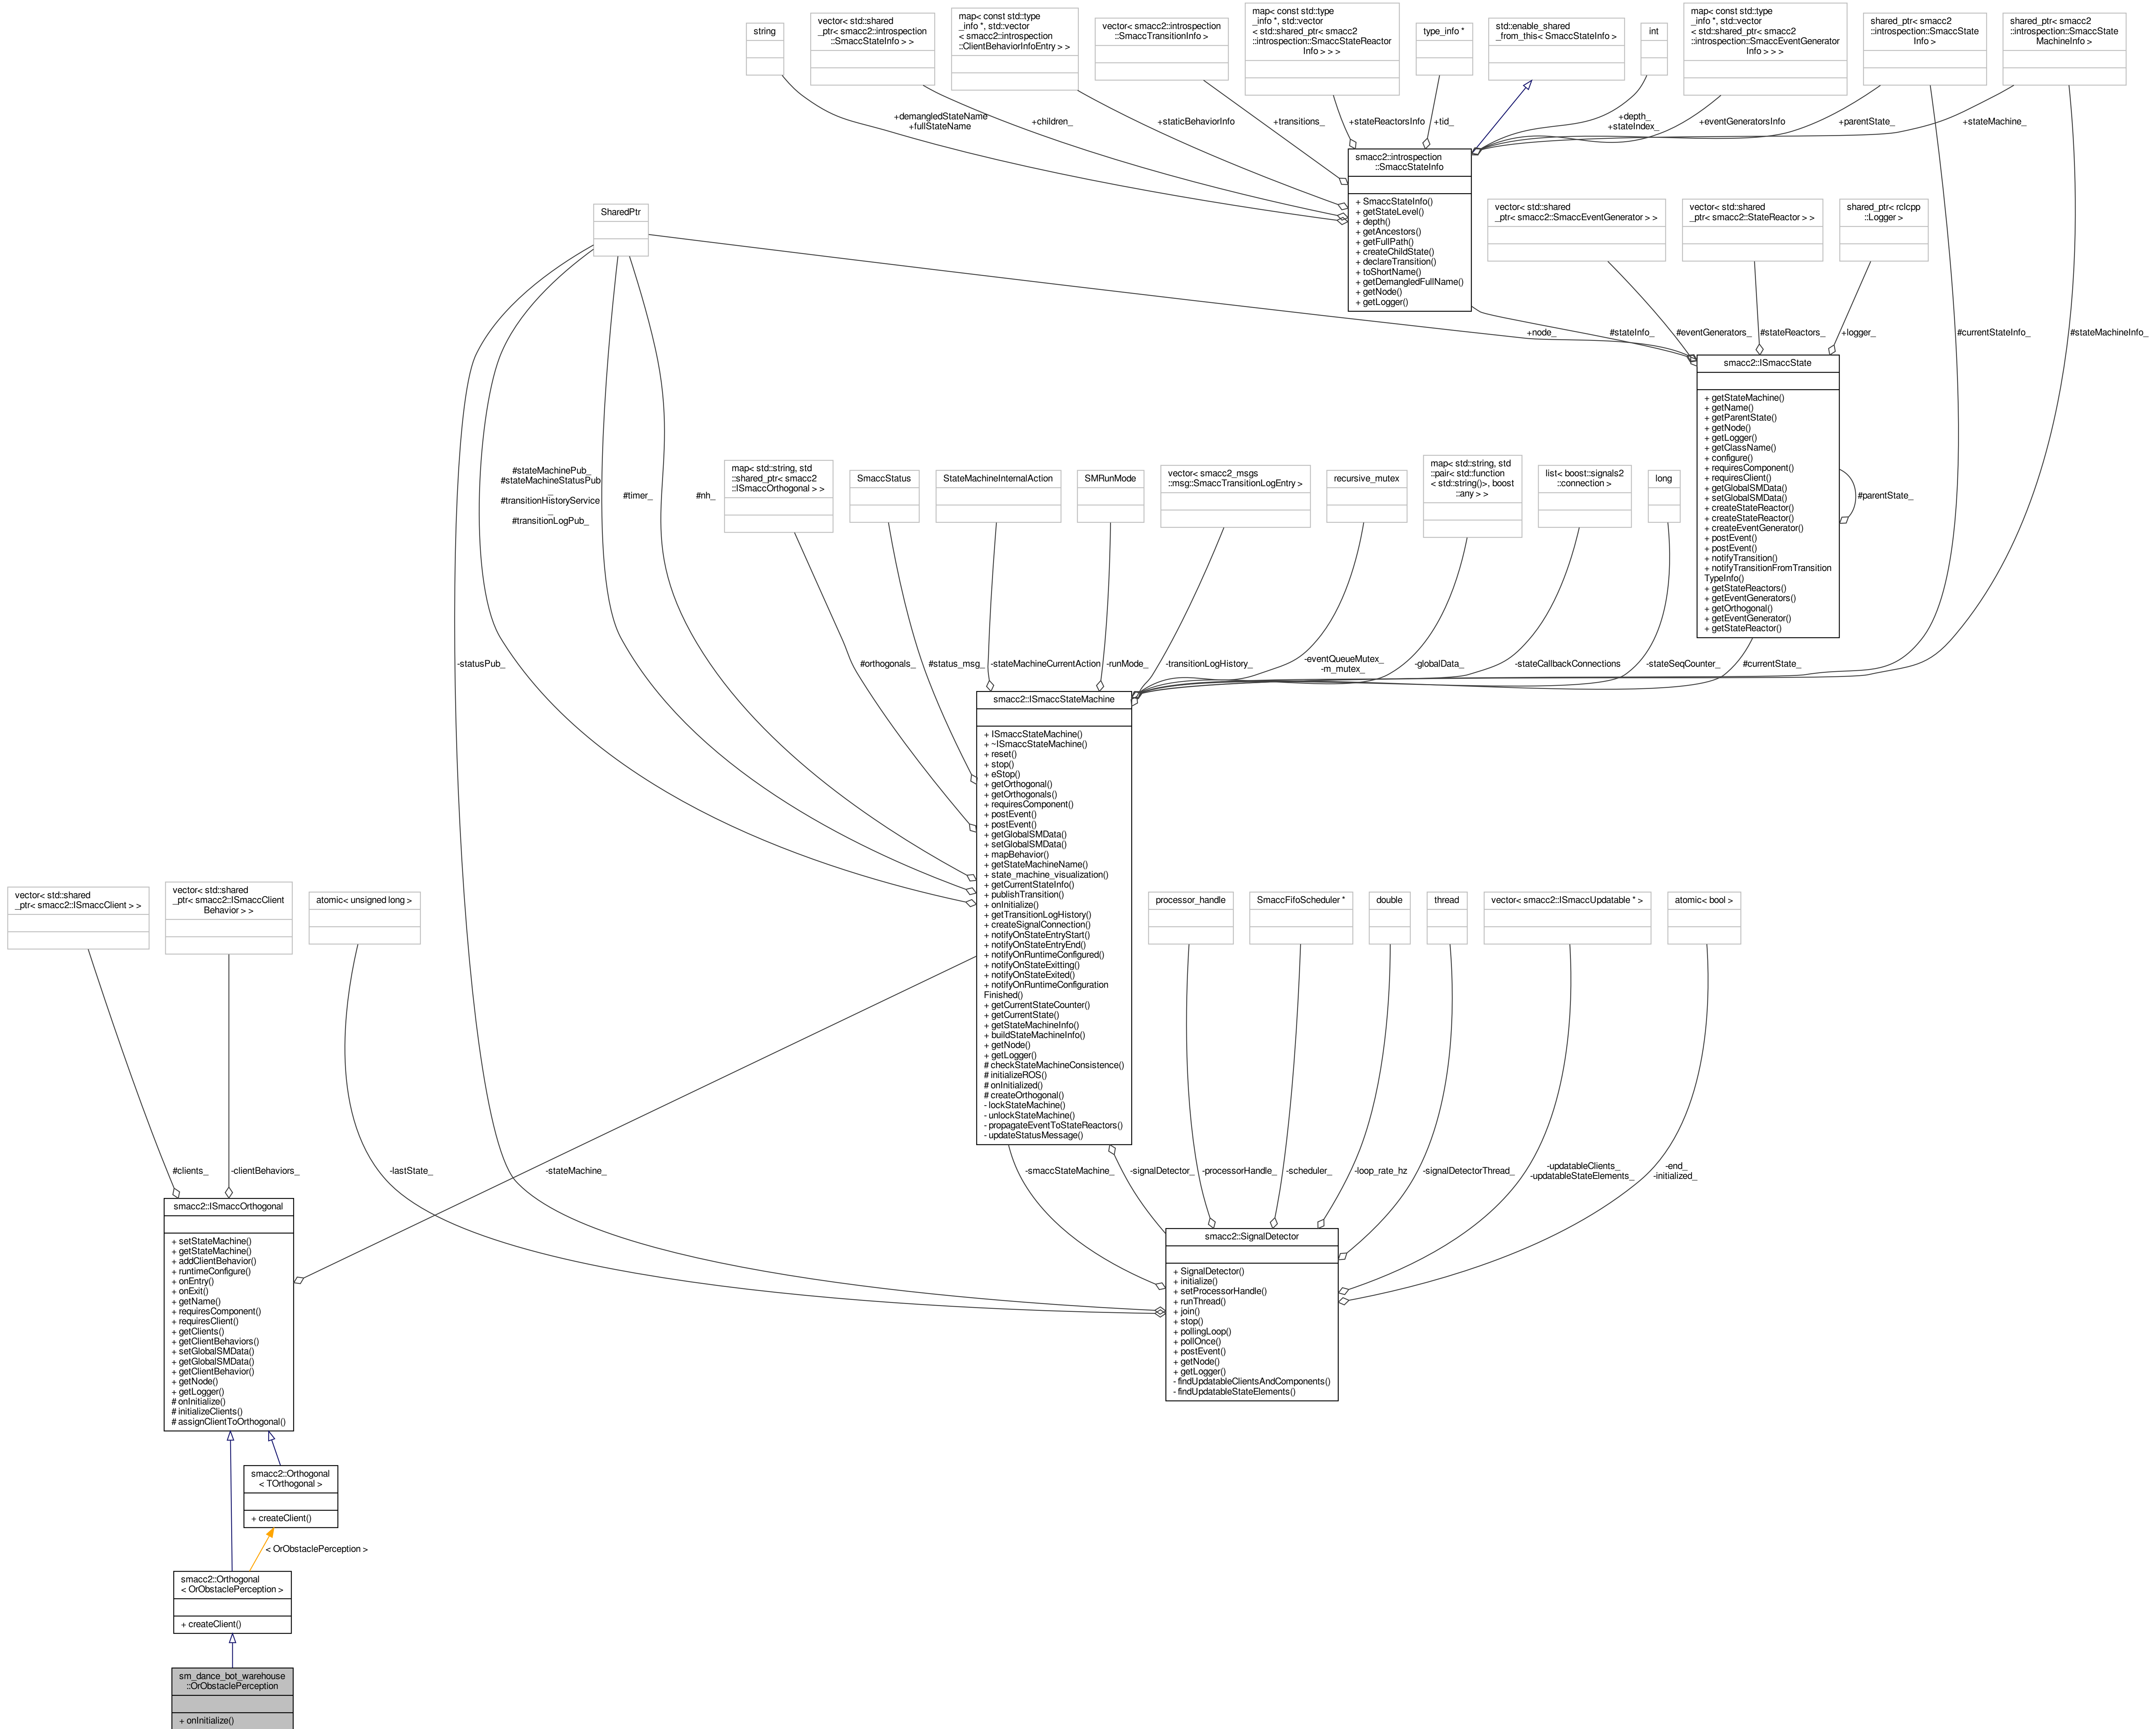 string
vector< std::shared
_ptr< smacc2::introspection
::SmaccStateInfo > >
map< const std::type
_info *, std::vector
< smacc2::introspection
::ClientBehaviorInfoEntry > >
vector< smacc2::introspection
::SmaccTransitionInfo >
map< const std::type
_info *, std::vector
< std::shared_ptr< smacc2
::introspection::SmaccStateReactor
Info > > >
type_info *
std::enable_shared
_from_this< SmaccStateInfo >
int
map< const std::type
_info *, std::vector
< std::shared_ptr< smacc2
::introspection::SmaccEventGenerator
Info > > >
shared_ptr< smacc2
::introspection::SmaccState
Info >
shared_ptr< smacc2
::introspection::SmaccState
MachineInfo >
+demangledStateName
+fullStateName
+children_
+staticBehaviorInfo
+transitions_
+stateReactorsInfo
+tid_
+depth_
+stateIndex_
+eventGeneratorsInfo
+parentState_
+stateMachine_
smacc2::introspection
::SmaccStateInfo
+ SmaccStateInfo()
+ getStateLevel()
+ depth()
+ getAncestors()
+ getFullPath()
+ createChildState()
+ declareTransition()
+ toShortName()
+ getDemangledFullName()
+ getNode()
+ getLogger()
SharedPtr
vector< std::shared
_ptr< smacc2::SmaccEventGenerator > >
vector< std::shared
_ptr< smacc2::StateReactor > >
shared_ptr< rclcpp
::Logger >
+node_
#stateInfo_
#eventGenerators_
#stateReactors_
+logger_
#currentStateInfo_
#stateMachineInfo_
smacc2::ISmaccState
+ getStateMachine()
+ getName()
+ getParentState()
+ getNode()
+ getLogger()
+ getClassName()
+ configure()
+ requiresComponent()
+ requiresClient()
+ getGlobalSMData()
+ setGlobalSMData()
+ createStateReactor()
+ createStateReactor()
+ createEventGenerator()
+ postEvent()
+ postEvent()
+ notifyTransition()
+ notifyTransitionFromTransition
TypeInfo()
+ getStateReactors()
+ getEventGenerators()
+ getOrthogonal()
+ getEventGenerator()
+ getStateReactor()
#parentState_
#stateMachinePub_
#stateMachineStatusPub
_
#transitionHistoryService
_
#transitionLogPub_
#timer_
#nh_
map< std::string, std
::shared_ptr< smacc2
::ISmaccOrthogonal > >
SmaccStatus
StateMachineInternalAction
SMRunMode
vector< smacc2_msgs
::msg::SmaccTransitionLogEntry >
recursive_mutex
map< std::string, std
::pair< std::function
< std::string()>, boost
::any > >
list< boost::signals2
::connection >
long
-statusPub_
#orthogonals_
#status_msg_
-stateMachineCurrentAction
-runMode_
-transitionLogHistory_
-eventQueueMutex_
-m_mutex_
-globalData_
-stateCallbackConnections
-stateSeqCounter_
#currentState_
smacc2::ISmaccStateMachine
+ ISmaccStateMachine()
+ ~ISmaccStateMachine()
+ reset()
+ stop()
+ eStop()
+ getOrthogonal()
+ getOrthogonals()
+ requiresComponent()
+ postEvent()
+ postEvent()
+ getGlobalSMData()
+ setGlobalSMData()
+ mapBehavior()
+ getStateMachineName()
+ state_machine_visualization()
+ getCurrentStateInfo()
+ publishTransition()
+ onInitialize()
+ getTransitionLogHistory()
+ createSignalConnection()
+ notifyOnStateEntryStart()
+ notifyOnStateEntryEnd()
+ notifyOnRuntimeConfigured()
+ notifyOnStateExitting()
+ notifyOnStateExited()
+ notifyOnRuntimeConfiguration
Finished()
+ getCurrentStateCounter()
+ getCurrentState()
+ getStateMachineInfo()
+ buildStateMachineInfo()
+ getNode()
+ getLogger()
# checkStateMachineConsistence()
# initializeROS()
# onInitialized()
# createOrthogonal()
- lockStateMachine()
- unlockStateMachine()
- propagateEventToStateReactors()
- updateStatusMessage()
vector< std::shared
_ptr< smacc2::ISmaccClient > >
vector< std::shared
_ptr< smacc2::ISmaccClient
Behavior > >
atomic< unsigned long >
processor_handle
SmaccFifoScheduler *
double
thread
vector< smacc2::ISmaccUpdatable * >
atomic< bool >
#clients_
-clientBehaviors_
-lastState_
-stateMachine_
-smaccStateMachine_
-signalDetector_
-processorHandle_
-scheduler_
-loop_rate_hz
-signalDetectorThread_
-updatableClients_
-updatableStateElements_
-end_
-initialized_
smacc2::ISmaccOrthogonal
+ setStateMachine()
+ getStateMachine()
+ addClientBehavior()
+ runtimeConfigure()
+ onEntry()
+ onExit()
+ getName()
+ requiresComponent()
+ requiresClient()
+ getClients()
+ getClientBehaviors()
+ setGlobalSMData()
+ getGlobalSMData()
+ getClientBehavior()
+ getNode()
+ getLogger()
# onInitialize()
# initializeClients()
# assignClientToOrthogonal()
smacc2::SignalDetector
+ SignalDetector()
+ initialize()
+ setProcessorHandle()
+ runThread()
+ join()
+ stop()
+ pollingLoop()
+ pollOnce()
+ postEvent()
+ getNode()
+ getLogger()
- findUpdatableClientsAndComponents()
- findUpdatableStateElements()
smacc2::Orthogonal
< TOrthogonal >
+ createClient()
< OrObstaclePerception >
smacc2::Orthogonal
< OrObstaclePerception >
+ createClient()
sm_dance_bot_warehouse
::OrObstaclePerception
+ onInitialize()